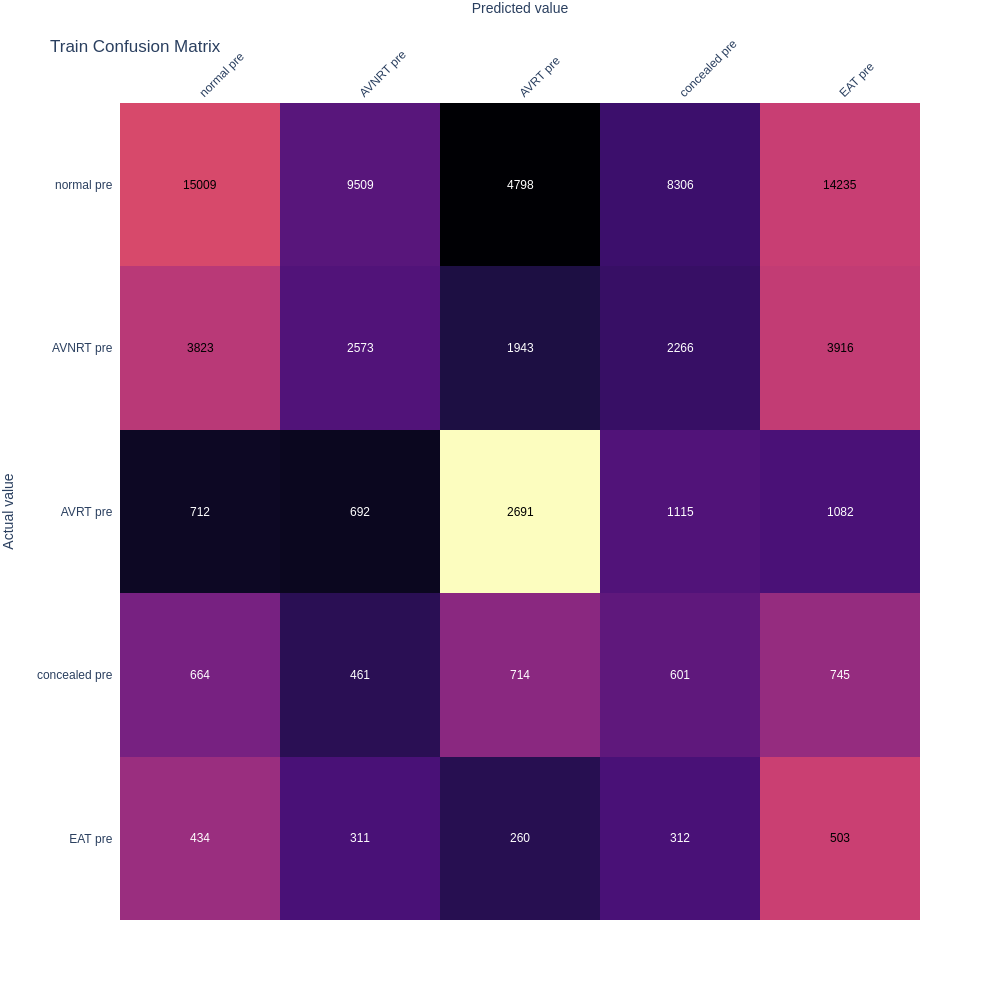 Predicted value
Train Confusion Matrix
normal pre AVNRT pre AVRT pre concealed pre EAT pre
normal pre 15009 9509 4798 8306 14235
AVNRT pre 3823 2573 1943 2266 3916
Actual value
AVRT pre 712 692 2691 1115 1082
concealed pre 664 461 714 601 745
EAT pre 434 311 260 312 503